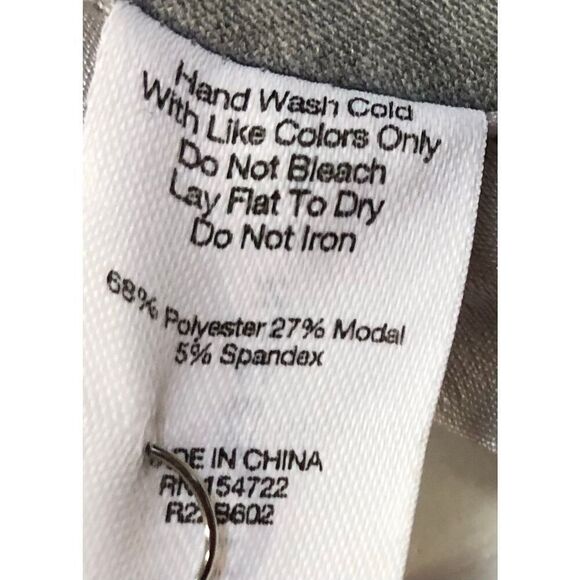 Hand Wash Cold
With Like Colors Only
Do Not Bleach
Lay Flat To Dry
Do Not Iron
68% Polyester 27% Modal
5% Spandex
MADE IN CHINA
RN 154722